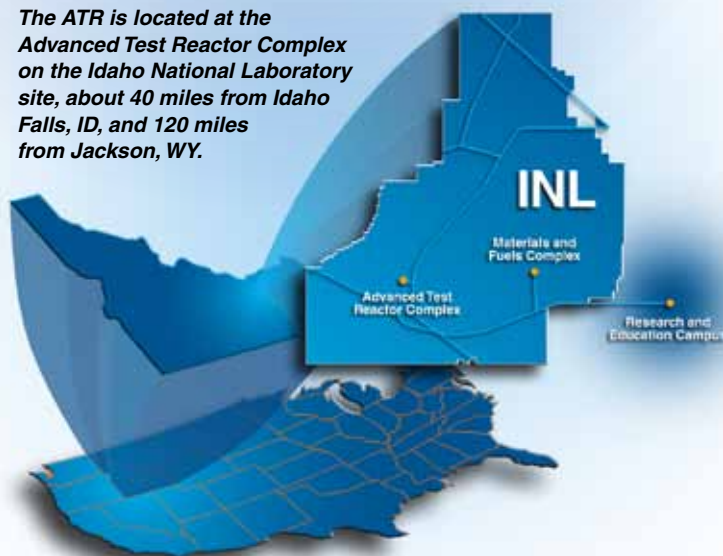 The ATR is located at the
Advanced Test Reactor Complex
on the Idaho National Laboratory
site, about 40 miles from Idaho
Falls, ID, and 120 miles
from Jackson, WY.
INL
Materials and
Fuels Complex
Advanced Test
Reactor Complex
Research and
Education Campus